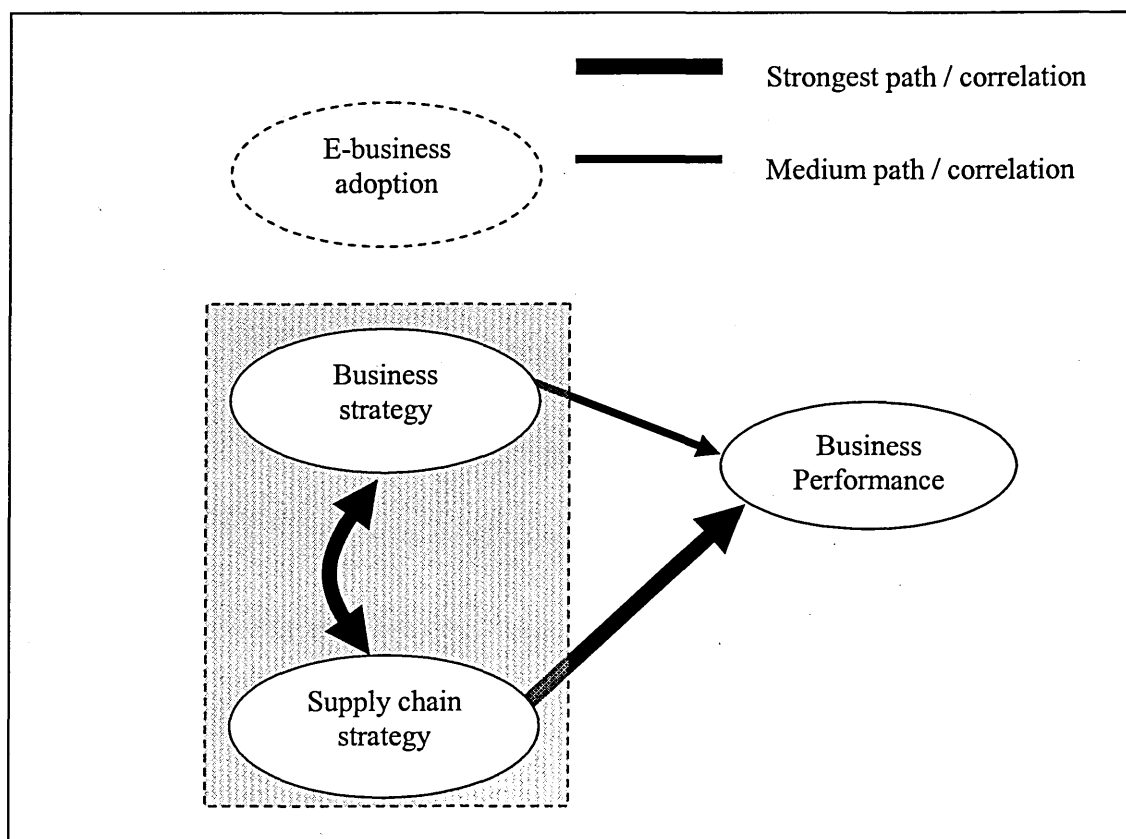 Strongest path / correlation
E-business
adoption
Medium path / correlation
Business
strategy
Business
Performance
Supply chain
strategy